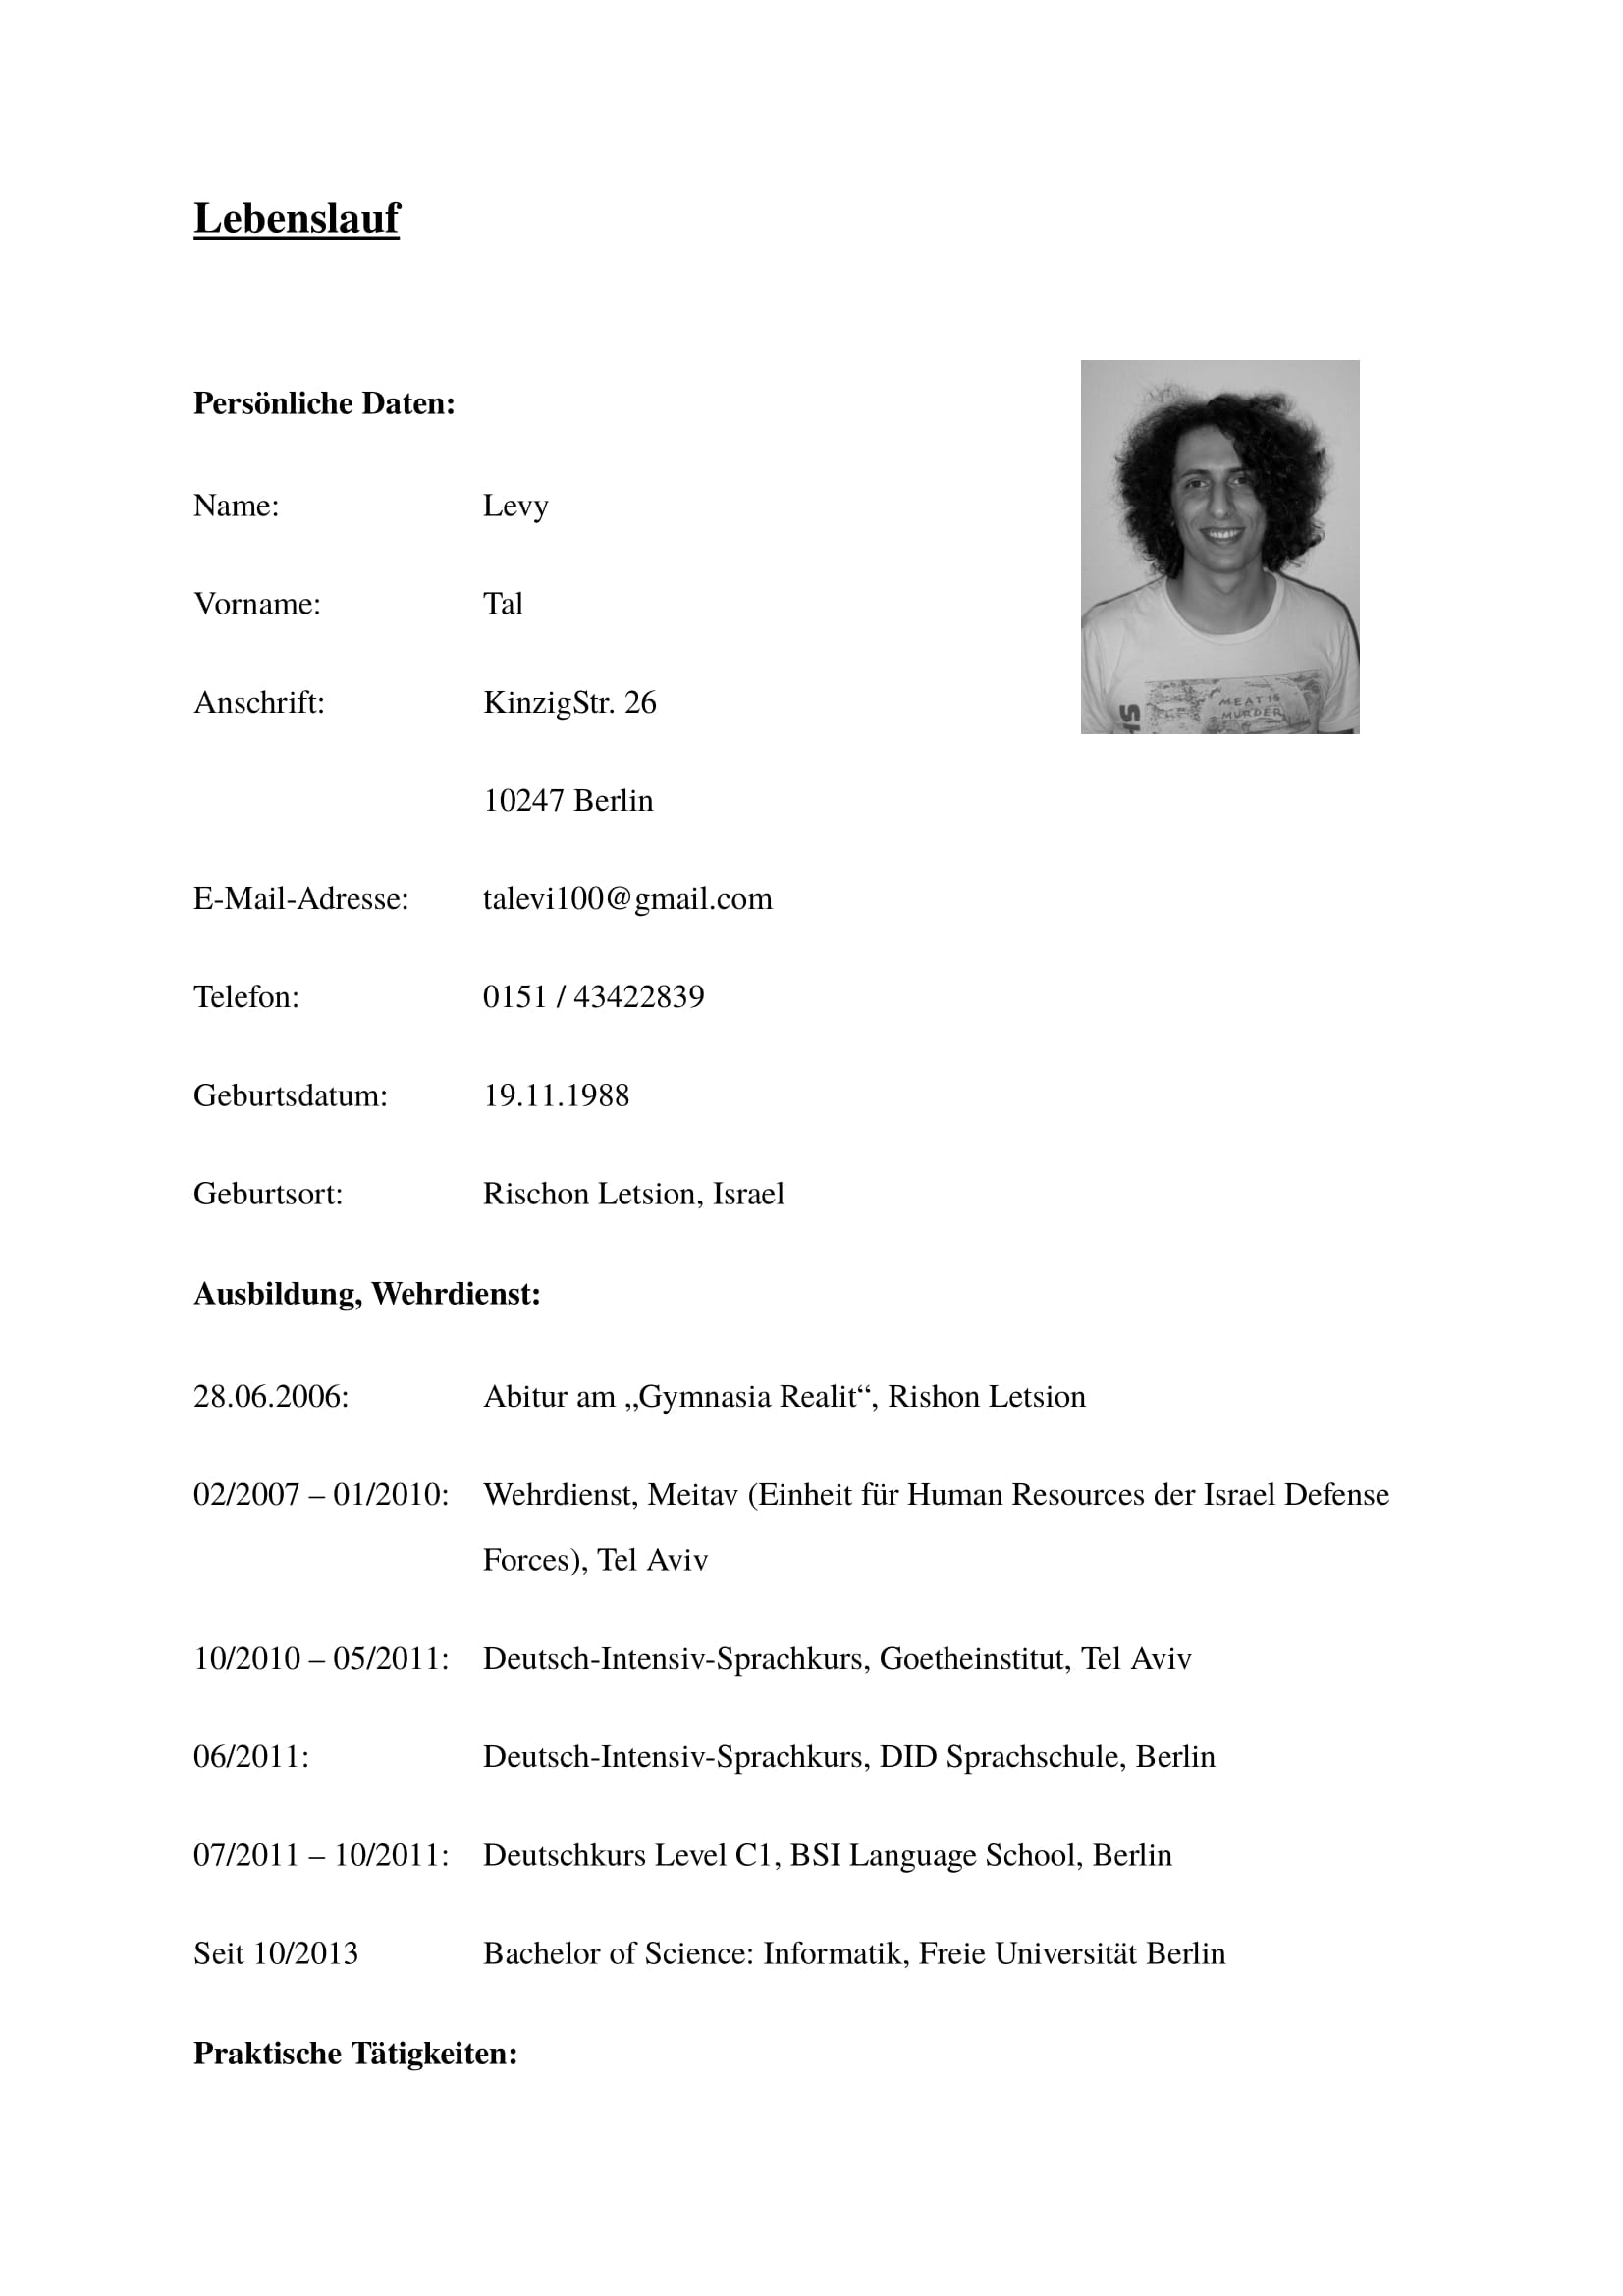 Lebenslauf
Persönliche Daten:
Name: Levy
Vorname: Tal
Anschrift: KinzigStr. 26
10247 Berlin
E-Mail-Adresse: talevi100@gmail.com
Telefon: 0151 / 43422839
Geburtsdatum: 19.11.1988
Geburtsort: Rischon Letsion, Israel
MEAT IS
MURDER
Ausbildung, Wehrdienst:
28.06.2006: Abitur am „Gymnasia Realit“, Rishon Letsion
02/2007 – 01/2010: Wehrdienst, Meitav (Einheit für Human Resources der Israel Defense
Forces), Tel Aviv
10/2010 – 05/2011: Deutsch-Intensiv-Sprachkurs, Goetheinstitut, Tel Aviv
06/2011: Deutsch-Intensiv-Sprachkurs, DID Sprachschule, Berlin
07/2011 – 10/2011: Deutschkurs Level C1, BSI Language School, Berlin
Seit 10/2013 Bachelor of Science: Informatik, Freie Universität Berlin
Praktische Tätigkeiten: